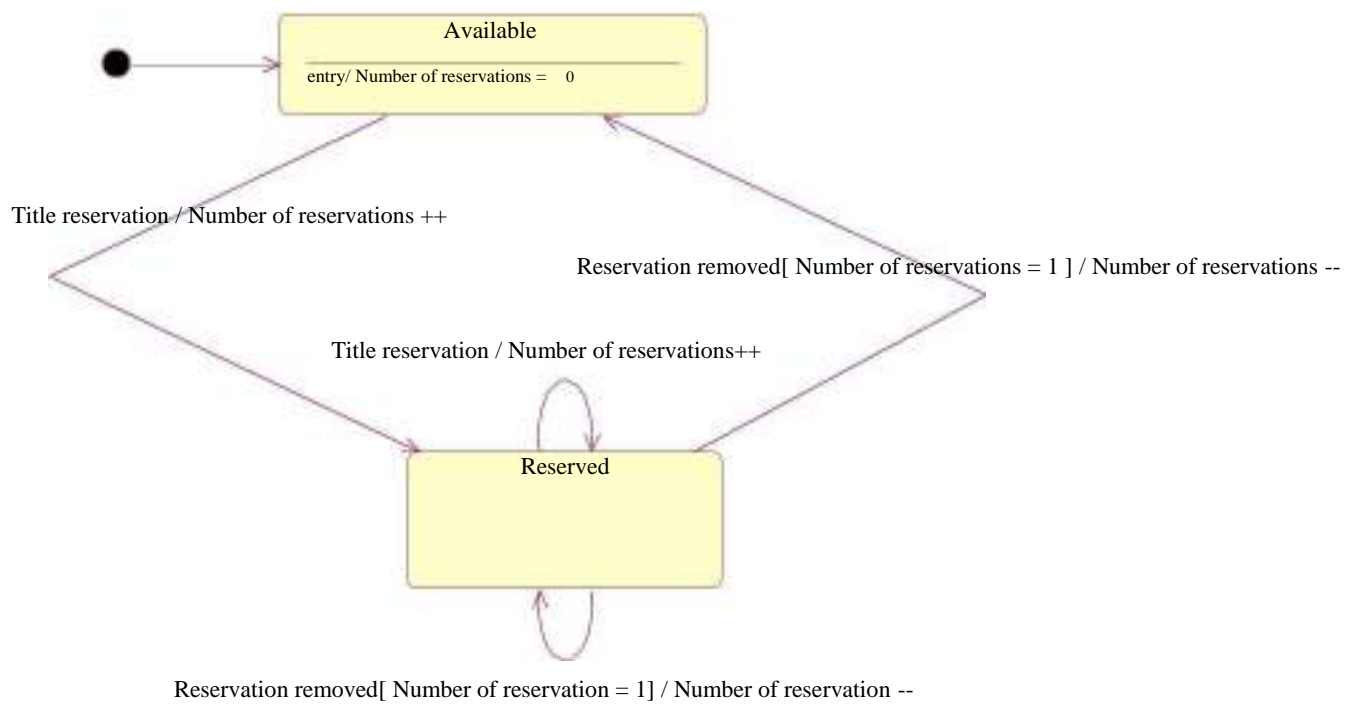 Available
entry/ Number of reservations = 0
Title reservation / Number of reservations ++
Reservation removed[ Number of reservations = 1 ] / Number of reservations --
Title reservation / Number of reservations++
Reserved
Reservation removed[ Number of reservation = 1] / Number of reservation --